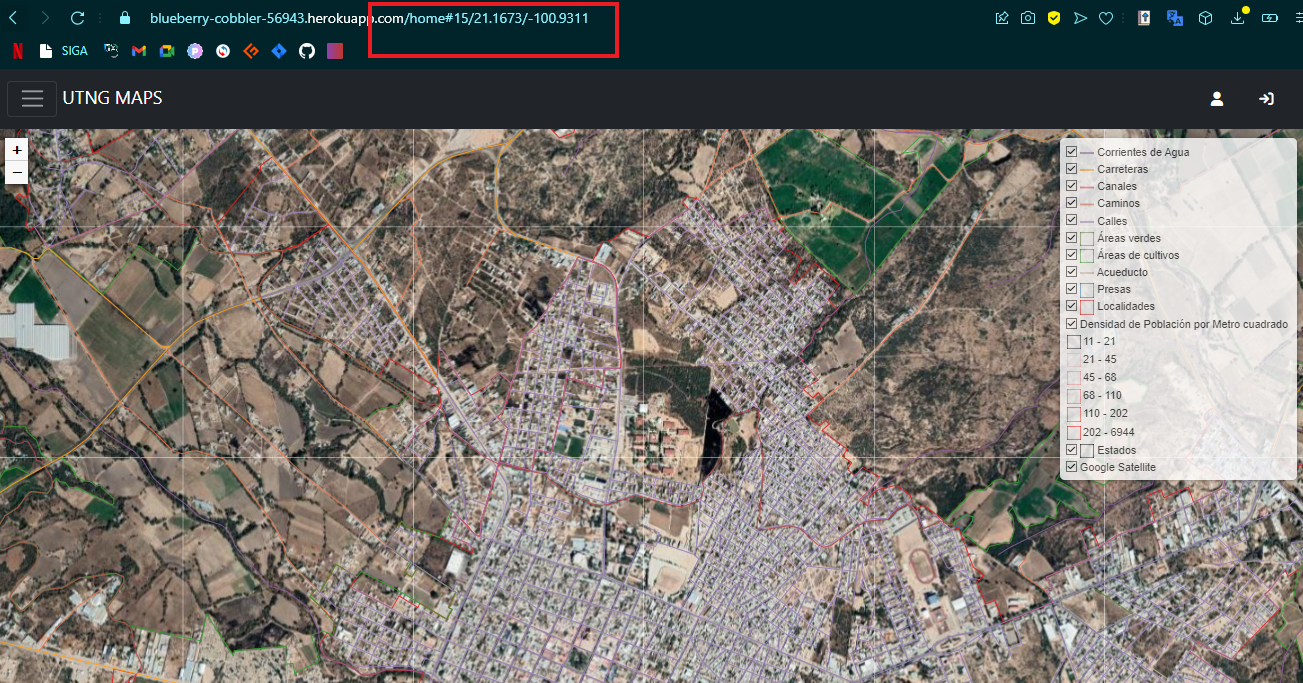 blueberry-cobbler-56943.herokuapp.com/home#15/21.1673/-100.9311
SIGA
UTNG MAPS
+
−
Corrientes de Agua
Carreteras
Canales
Caminos
Calles
Áreas verdes
Áreas de cultivos
Acueducto
Presas
Localidades
Densidad de Población por Metro cuadrado
11 - 21
21 - 45
45 - 68
68 - 110
110 - 202
202 - 6944
Estados
Google Satellite